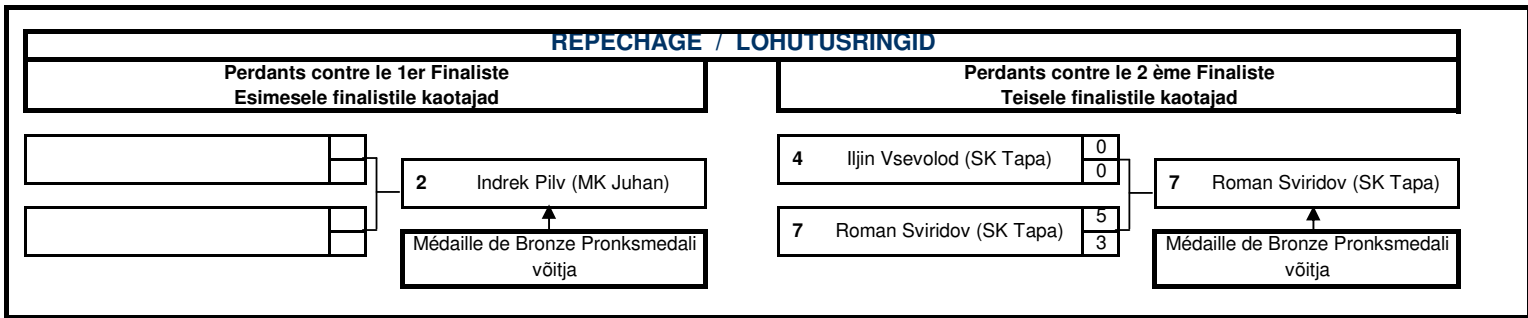 REPECHAGE / LOHUTUSRINGID
Perdants contre le 1er Finaliste
Esimesele finalistile kaotajad
Perdants contre le 2 ème Finaliste
Teisele finalistile kaotajad
2 Indrek Pilv (MK Juhan)
Médaille de Bronze Pronksmedali
võitja
4 Iljin Vsevolod (SK Tapa) 0
0
7 Roman Sviridov (SK Tapa) 5
3
7 Roman Sviridov (SK Tapa)
Médaille de Bronze Pronksmedali
võitja